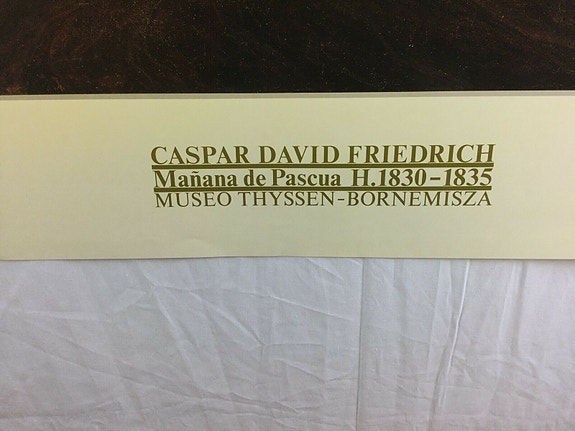 CASPAR DAVID FRIEDRICH
Mañana de Pascua H.1830-1835
MUSEO THYSSEN-BORNEMISZA